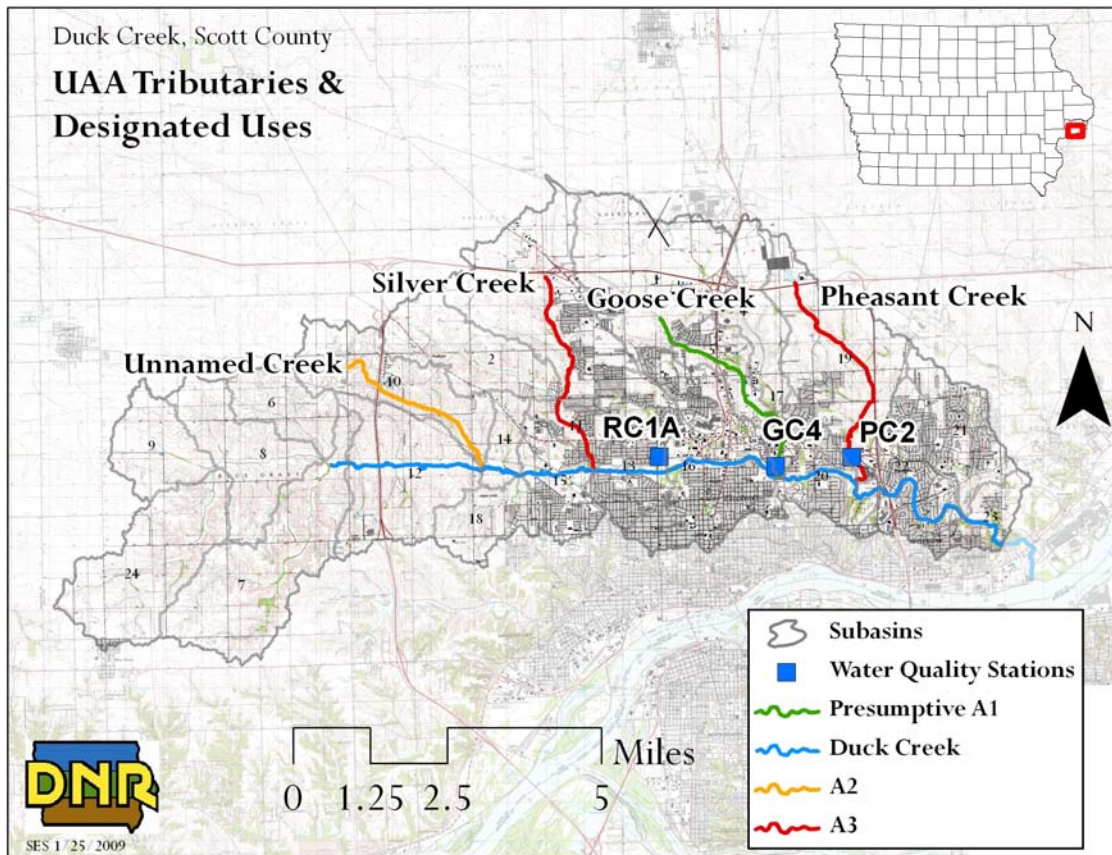 Duck Creek, Scott County
UAA Tributaries &
Designated Uses
Silver Creek
Goose Creek
Pheasant Creek
N
Unnamed Creek
2
19
10
6
17
11
RC1A
GC4
PC2
21
9
8
14
12
15
13
16
20
22
18
23
24
7
Subasins
Water Quality Stations
Presumptive A1
Duck Creek
A2
A3
Miles
0 1.25 2.5 5
DNR
SES 1/25/2009